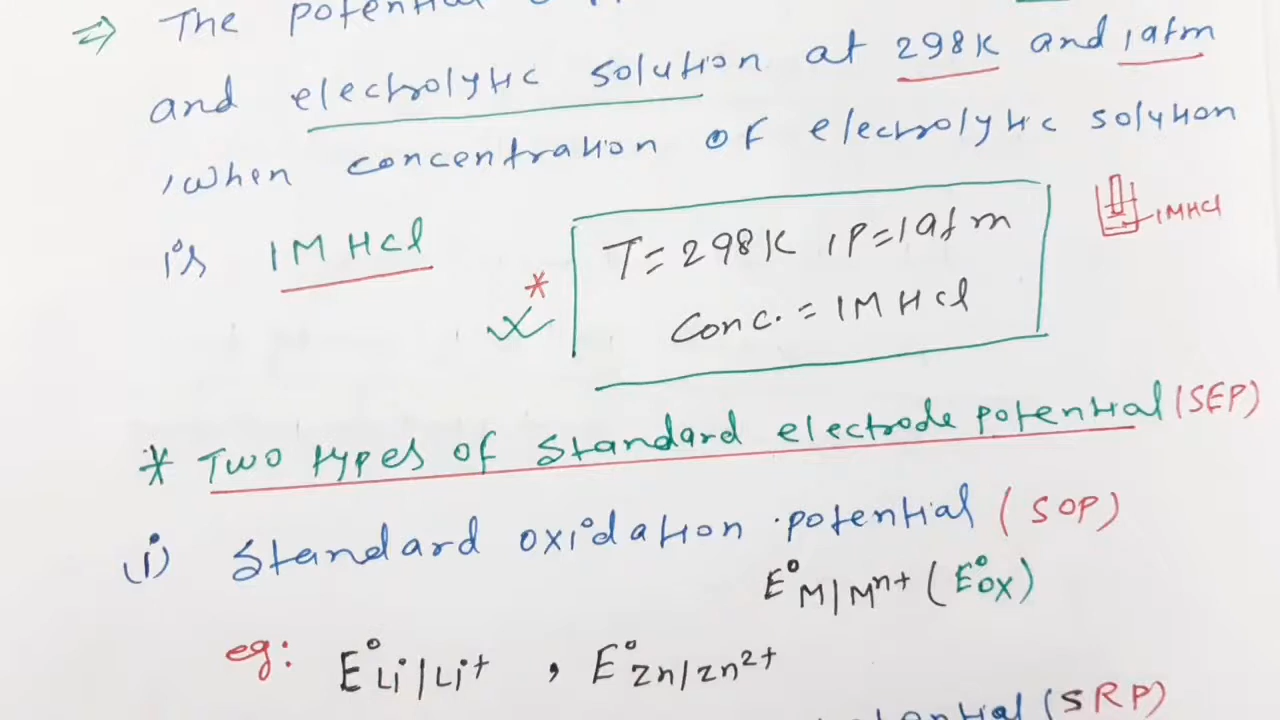 ⇒ The potential
and electrolytic solution at 298K and 1atm
, when concentration of electrolytic solution
is 1M HCl
1MHCl
T = 298K , P = 1atm
Conc. = 1M HCl
* Two types of standard electrode potential (SEP)
(i) Standard oxidation potential (SOP)
E°M/Mn+ (E°OX)
eg: E°Li/Li+ , E°Zn/Zn2+
(SRP)